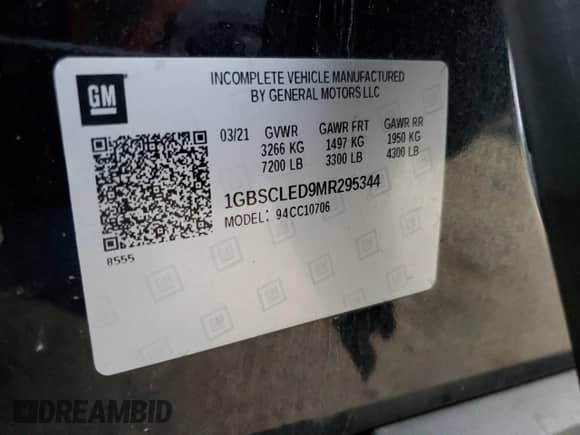 GM
INCOMPLETE VEHICLE MANUFACTURED
BY GENERAL MOTORS LLC
03/21 GVWR GAWR FRT GAWR RR
3266 KG 1497 KG 1950 KG
7200 LB 3300 LB 4300 LB
1GBSCLED9MR295344
MODEL: 94CC10706
8555
DREAMBID